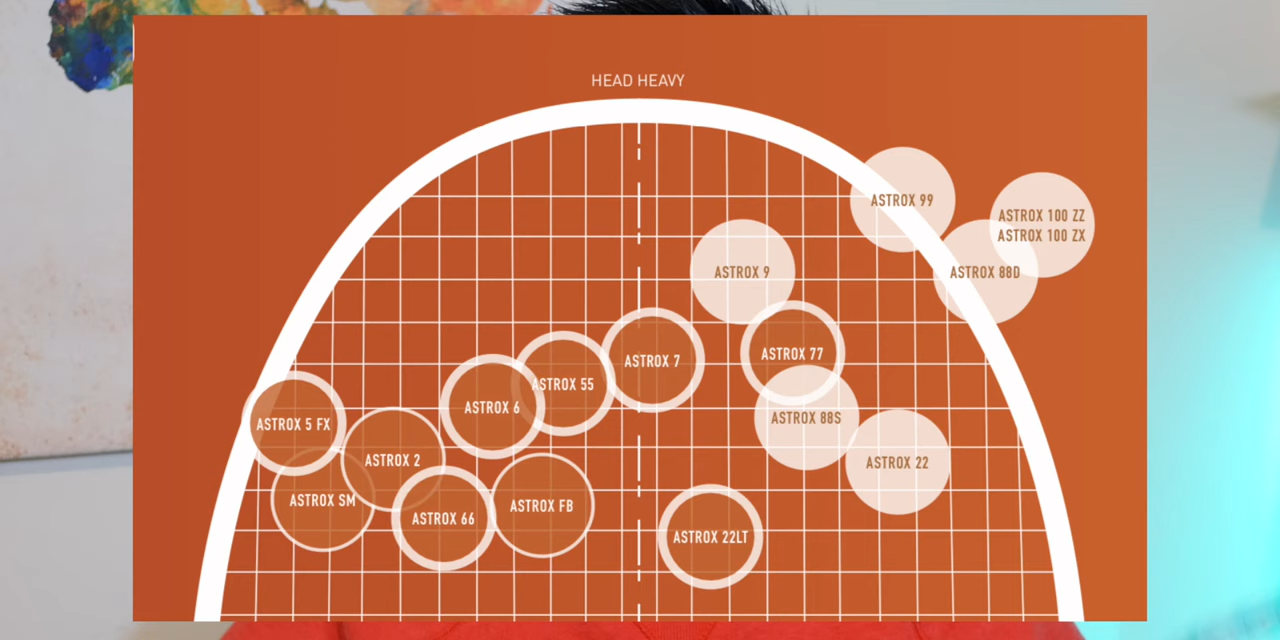 HEAD HEAVY
ASTROX 99
ASTROX 100 ZZ
ASTROX 100 ZX
ASTROX 9
ASTROX 88D
ASTROX 77
ASTROX 7
ASTROX 55
ASTROX 6
ASTROX 88S
ASTROX 5 FX
ASTROX 2
ASTROX 22
ASTROX SM
ASTROX FB
ASTROX 66
ASTROX 22LT